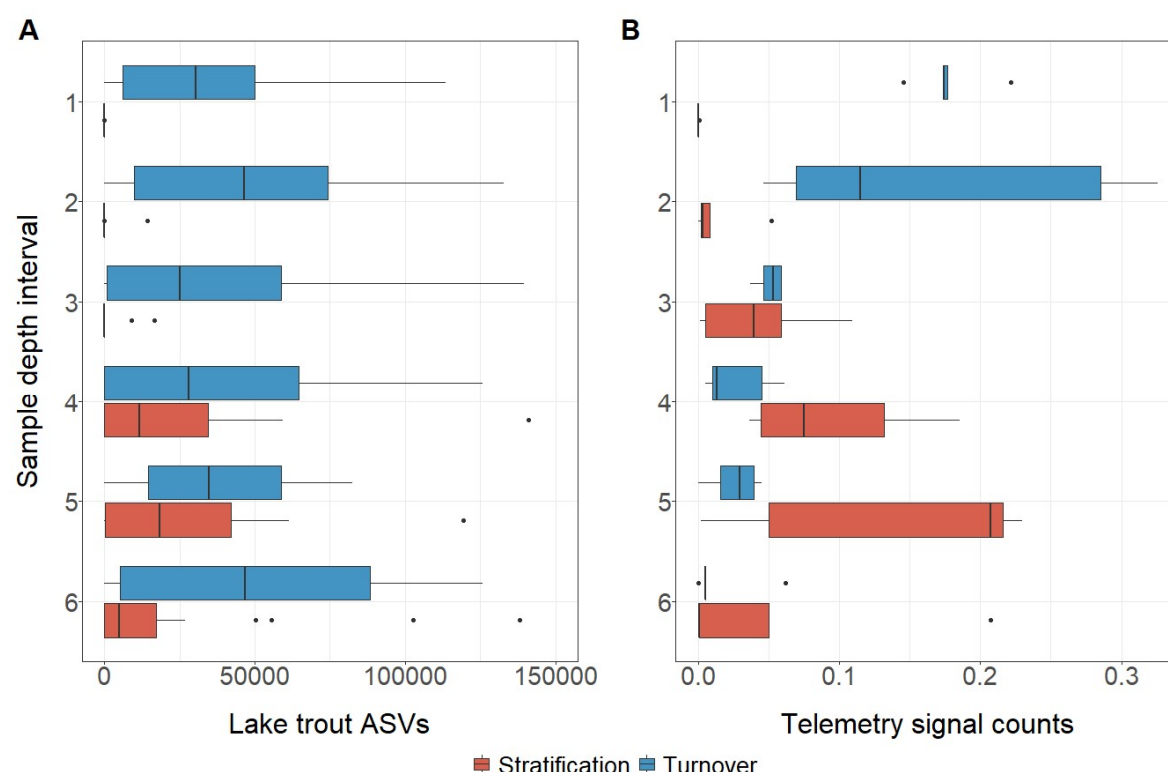 A
B
Sample depth interval
1
2
3
4
5
6
0
50000
100000
150000
Lake trout ASVs
1
2
3
4
5
6
0.0
0.1
0.2
0.3
Telemetry signal counts
Stratification
Turnover